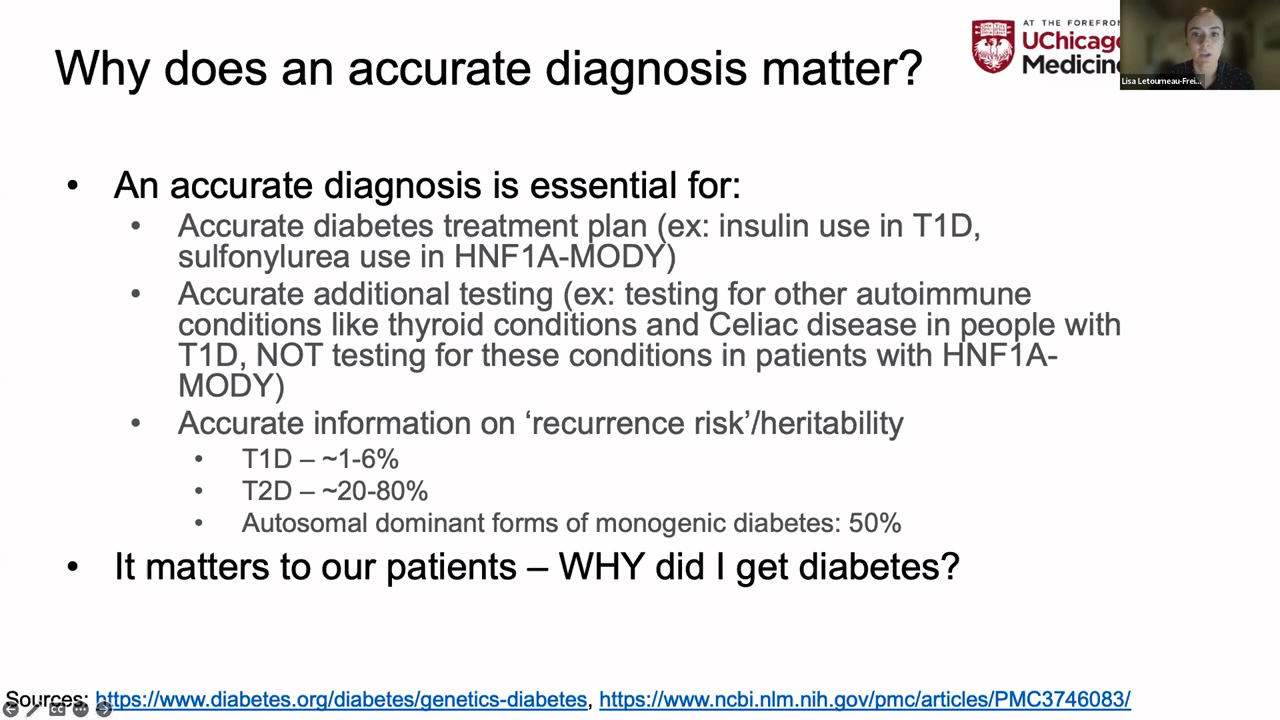 Why does an accurate diagnosis matter?
AT THE FOREFR
UChicag
Medicine
Lisa Letourneau-Frei...
• An accurate diagnosis is essential for:
• Accurate diabetes treatment plan (ex: insulin use in T1D,
sulfonylurea use in HNF1A-MODY)
• Accurate additional testing (ex: testing for other autoimmune
conditions like thyroid conditions and Celiac disease in people with
T1D, NOT testing for these conditions in patients with HNF1A-
MODY)
• Accurate information on ‘recurrence risk’/heritability
• T1D – ~1-6%
• T2D – ~20-80%
• Autosomal dominant forms of monogenic diabetes: 50%
• It matters to our patients – WHY did I get diabetes?
Sources: https://www.diabetes.org/diabetes/genetics-diabetes, https://www.ncbi.nlm.nih.gov/pmc/articles/PMC3746083/
CC